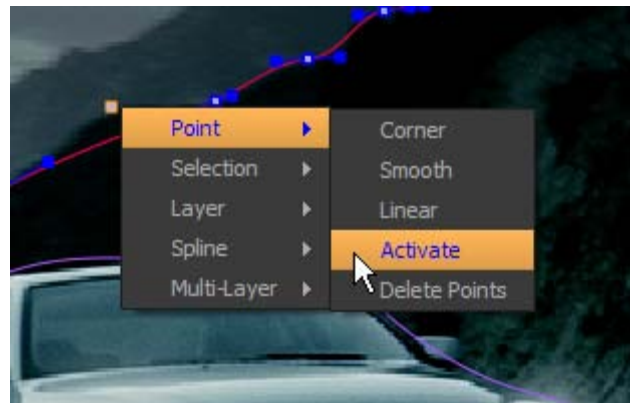 Point
Selection
Layer
Spline
Multi-Layer
Corner
Smooth
Linear
Activate
Delete Points